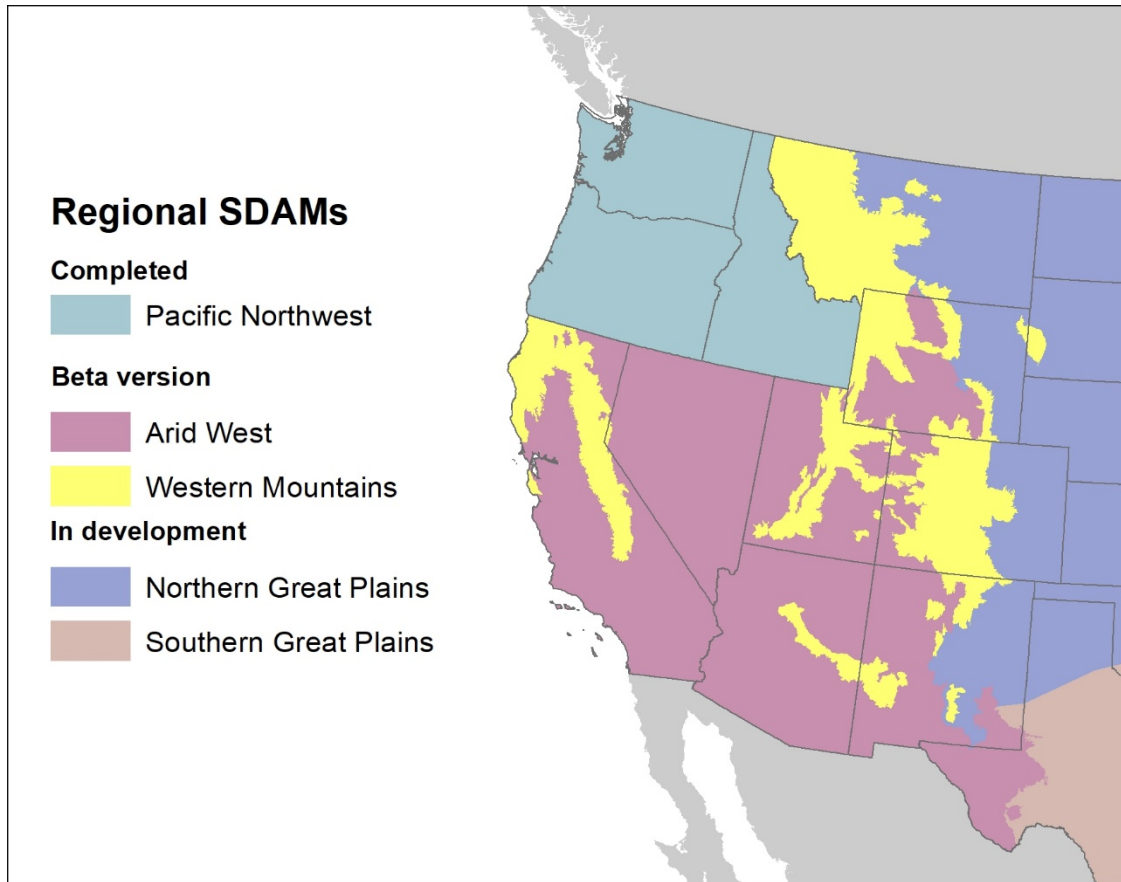 Regional SDAMs
Completed
Pacific Northwest
Beta version
Arid West
Western Mountains
In development
Northern Great Plains
Southern Great Plains